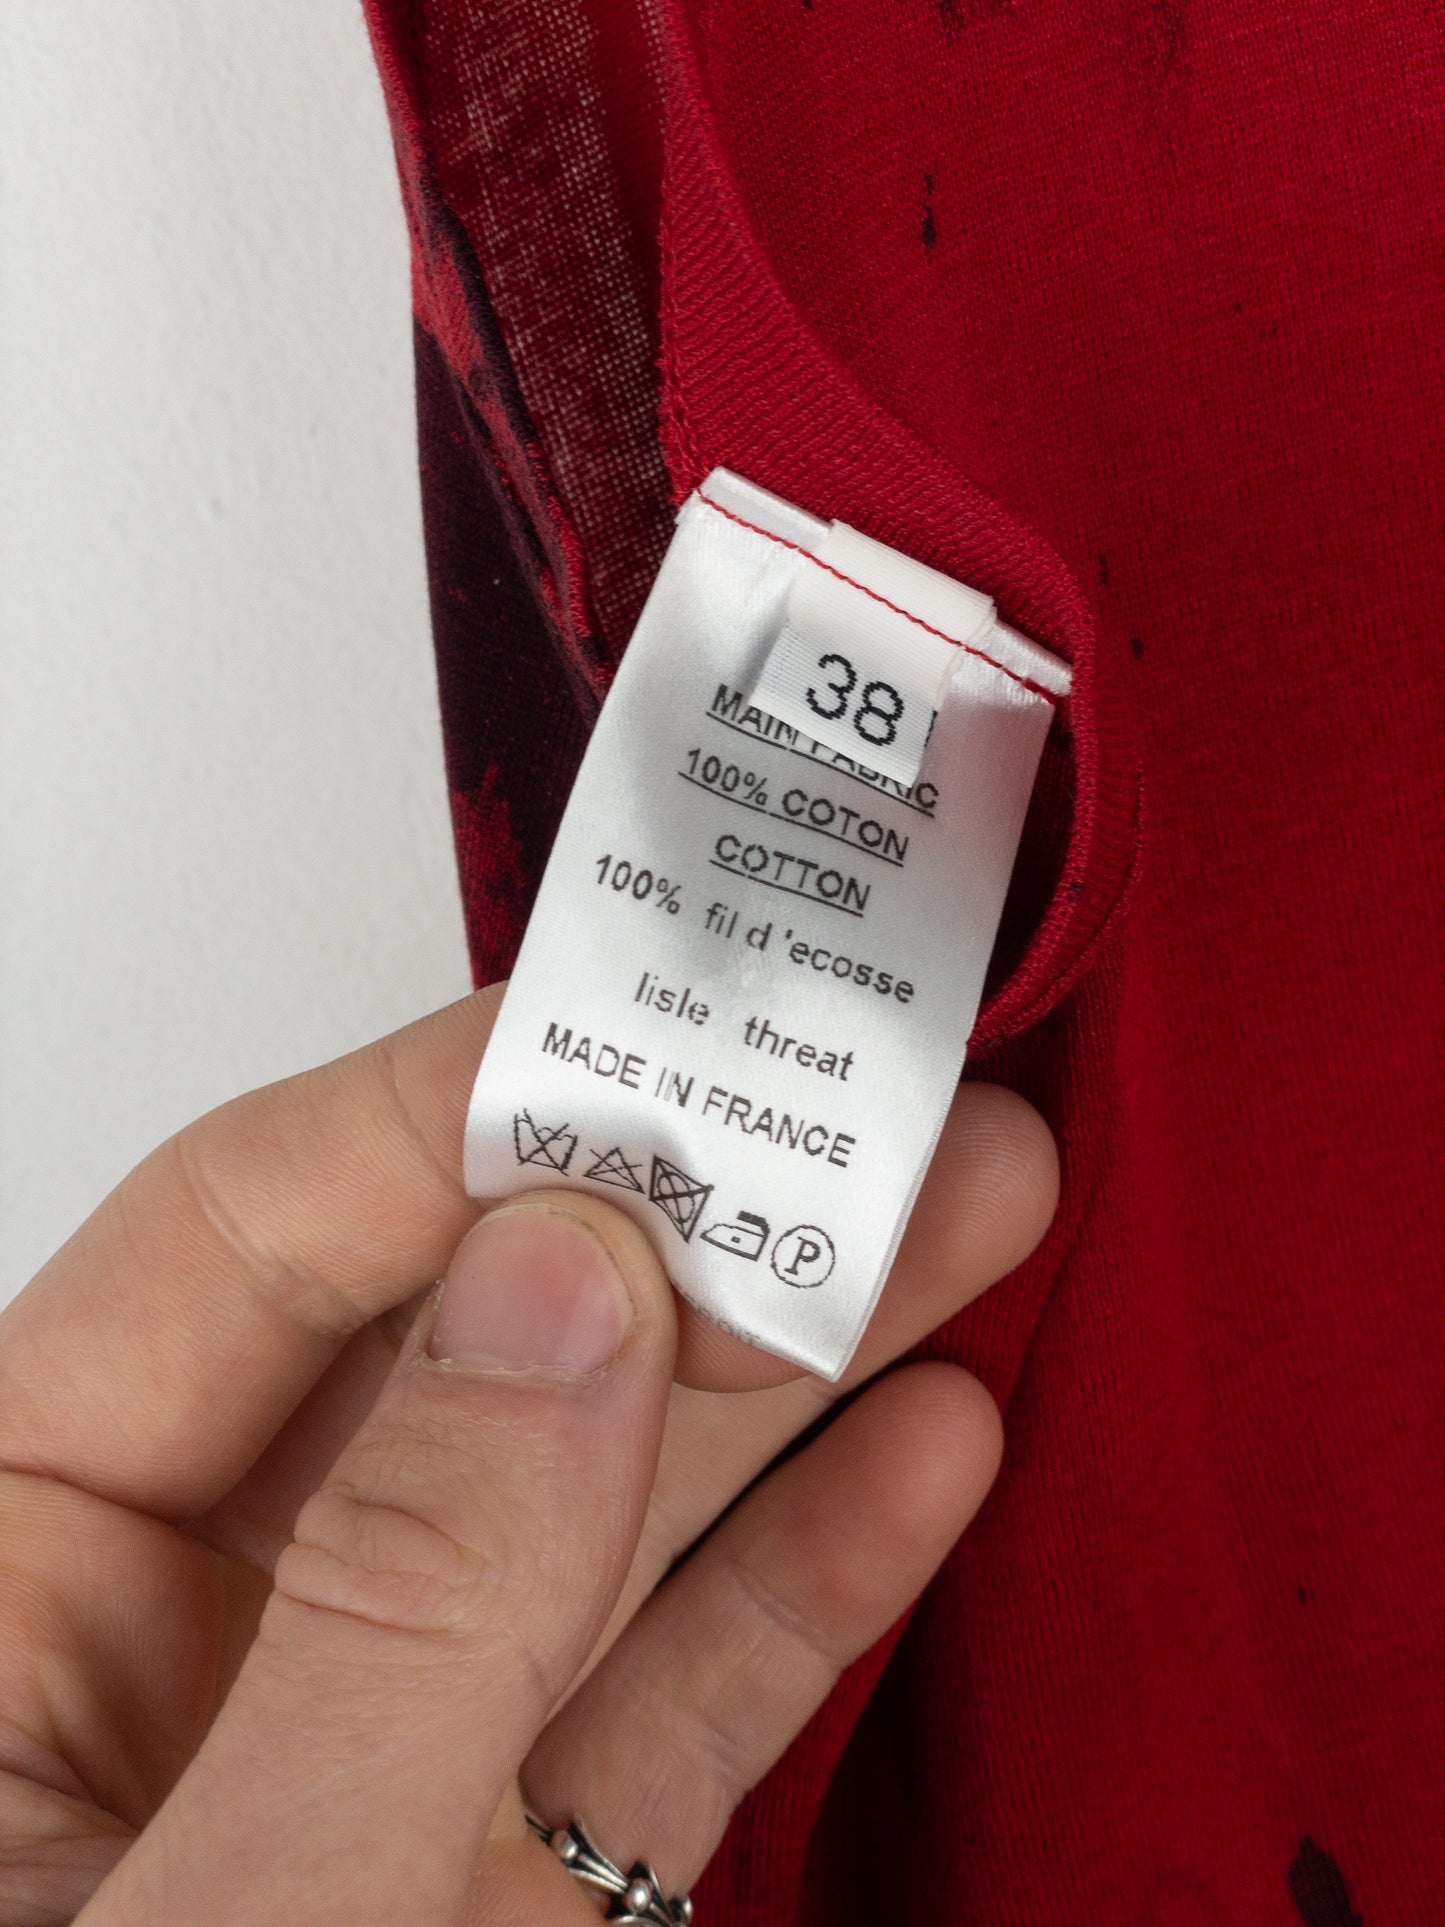 38
MAIN FABRIC
100% COTON
COTTON
100% fil d 'ecosse
lisle threat
MADE IN FRANCE
P